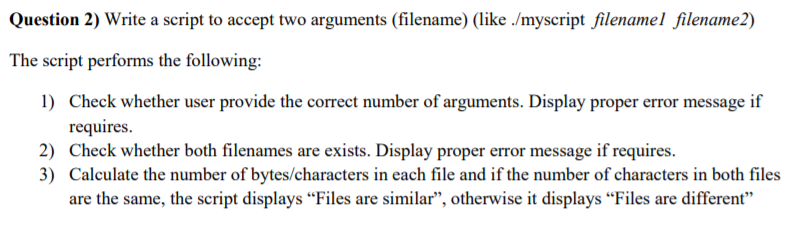 Question 2) Write a script to accept two arguments (filename) (like ./myscript filename1 filename2)
The script performs the following:
1) Check whether user provide the correct number of arguments. Display proper error message if
requires.
2) Check whether both filenames are exists. Display proper error message if requires.
3) Calculate the number of bytes/characters in each file and if the number of characters in both files
are the same, the script displays “Files are similar”, otherwise it displays “Files are different”